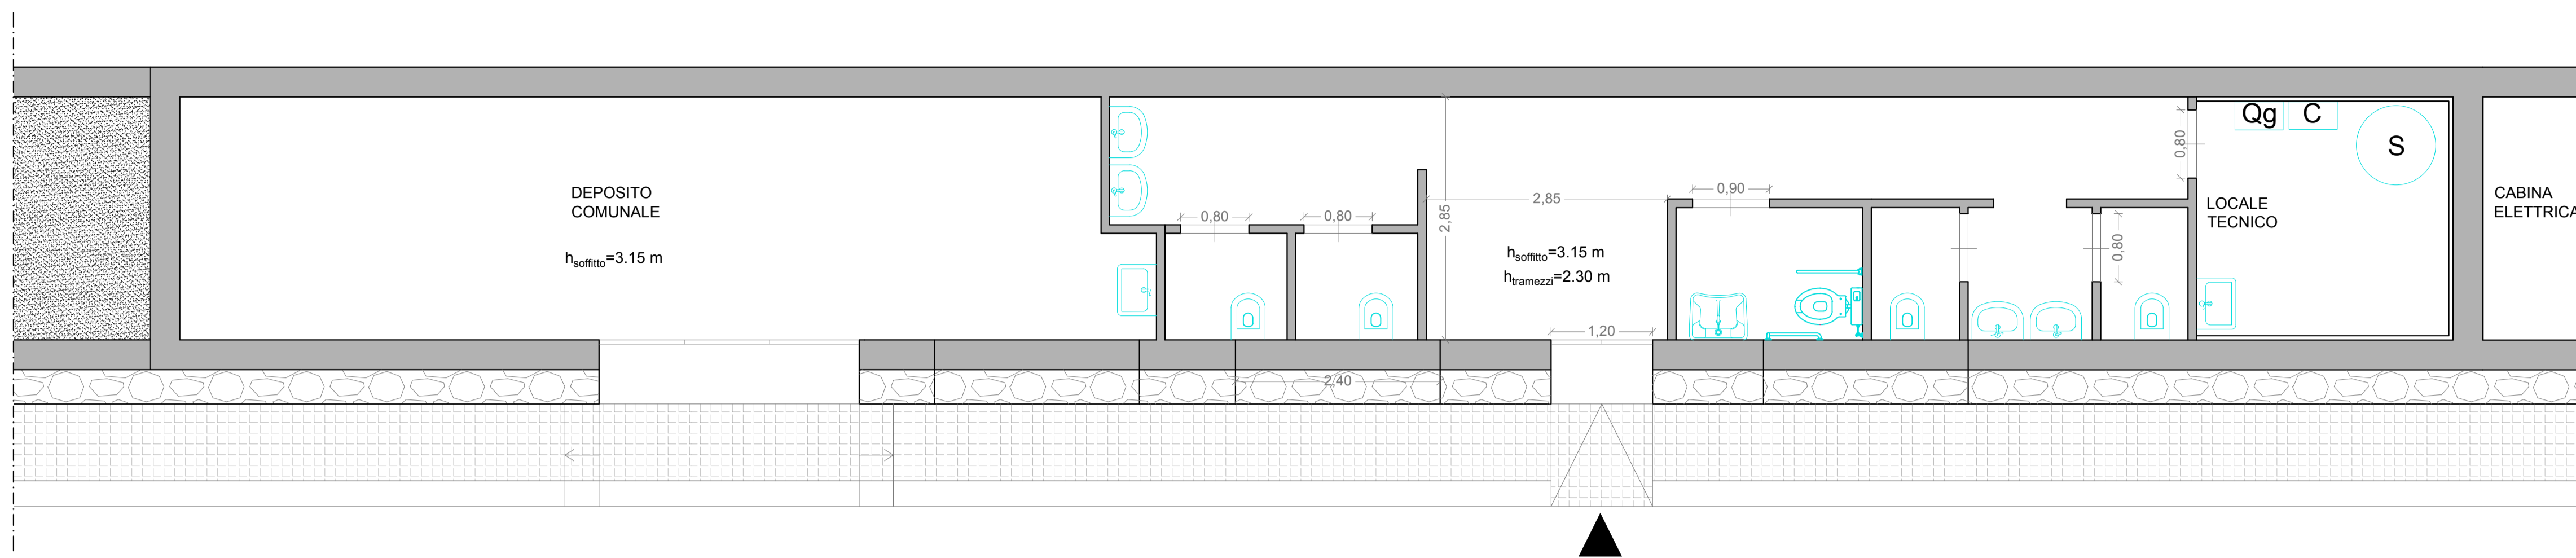 DEPOSITO
COMUNALE
hsoffitto=3.15 m
0,80
0,80
2,85
2,85
hsoffitto=3.15 m
htramezzi=2.30 m
1,20
2,40
0,90
0,80
0,80
Qg
C
S
LOCALE
TECNICO
CABINA
ELETTRICA